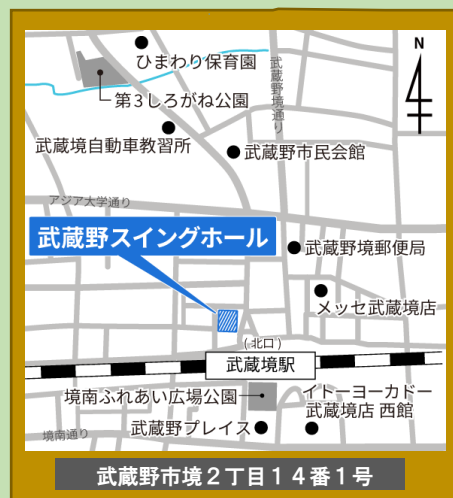 N
ひまわり保育園
武蔵野境通り
第3しろがね公園
武蔵境自動車教習所
武蔵野市民会館
アジア大学通り
武蔵野スイングホール
武蔵野境郵便局
メッセ武蔵境店
(北口)
武蔵境駅
境南ふれあい広場公園
イトーヨーカドー
武蔵境店 西館
武蔵野プレイス
境南通り
武蔵野市境2丁目14番1号